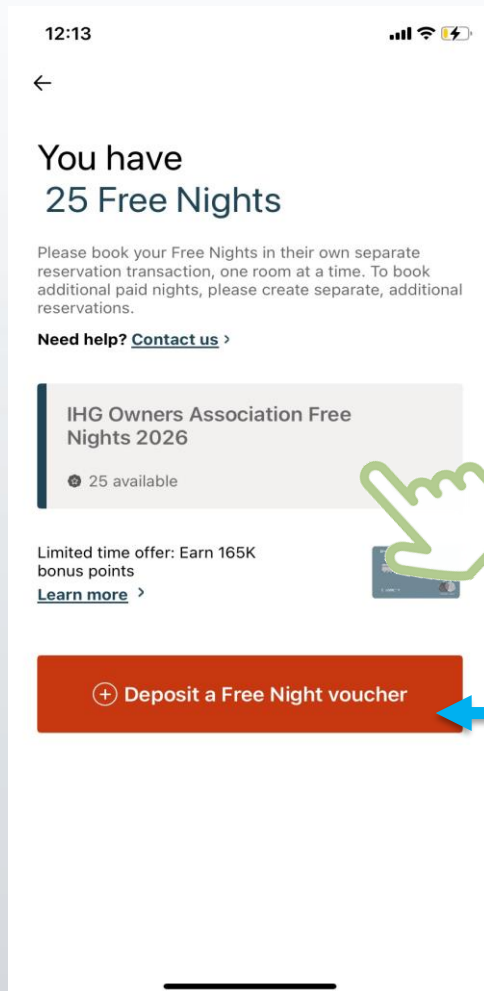 12:13
You have
25 Free Nights
Please book your Free Nights in their own separate
reservation transaction, one room at a time. To book
additional paid nights, please create separate, additional
reservations.
Need help? Contact us >
IHG Owners Association Free
Nights 2026
25 available
Limited time offer: Earn 165K
bonus points
Learn more >
Deposit a Free Night voucher